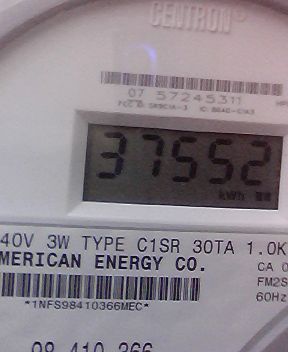 CENTRON®
07 57245311
37552
kWh
40V 3W TYPE C1SR 30TA 1.0K
MERICAN ENERGY CO.
CA 0
FM2S
60Hz
*1NFS98410366MEC*
98 410 366